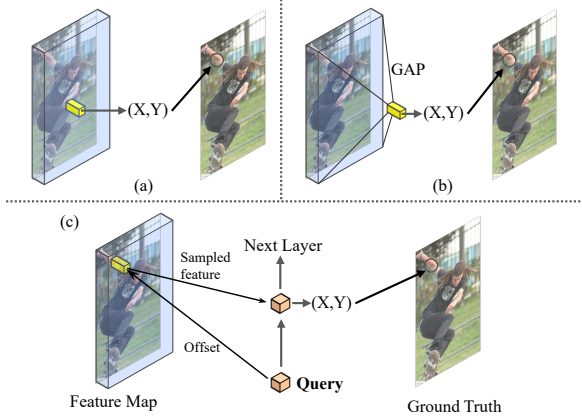 (X,Y)
(a)
GAP
(X,Y)
(b)
(c)
Next Layer
Sampled
feature
(X,Y)
Offset
Query
Feature Map
Ground Truth